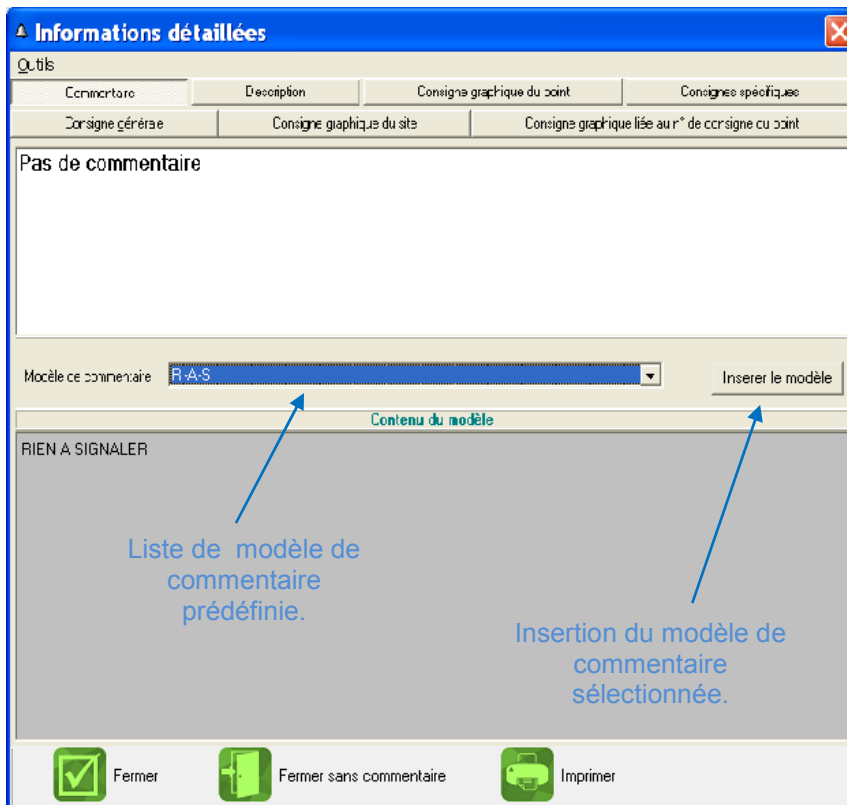 Informations détaillées
Outils
Commentaire Description Consigne graphique du point Consignes spécifiques
Consigne générale Consigne graphique du site Consigne graphique liée au n° de consigne du point
Pas de commentaire
Modèle de commentaire R-A-S Inserer le modèle
Contenu du modèle
RIEN A SIGNALER
Liste de modèle de
commentaire
prédéfinie.
Insertion du modèle de
commentaire
sélectionnée.
Fermer Fermer sans commentaire Imprimer